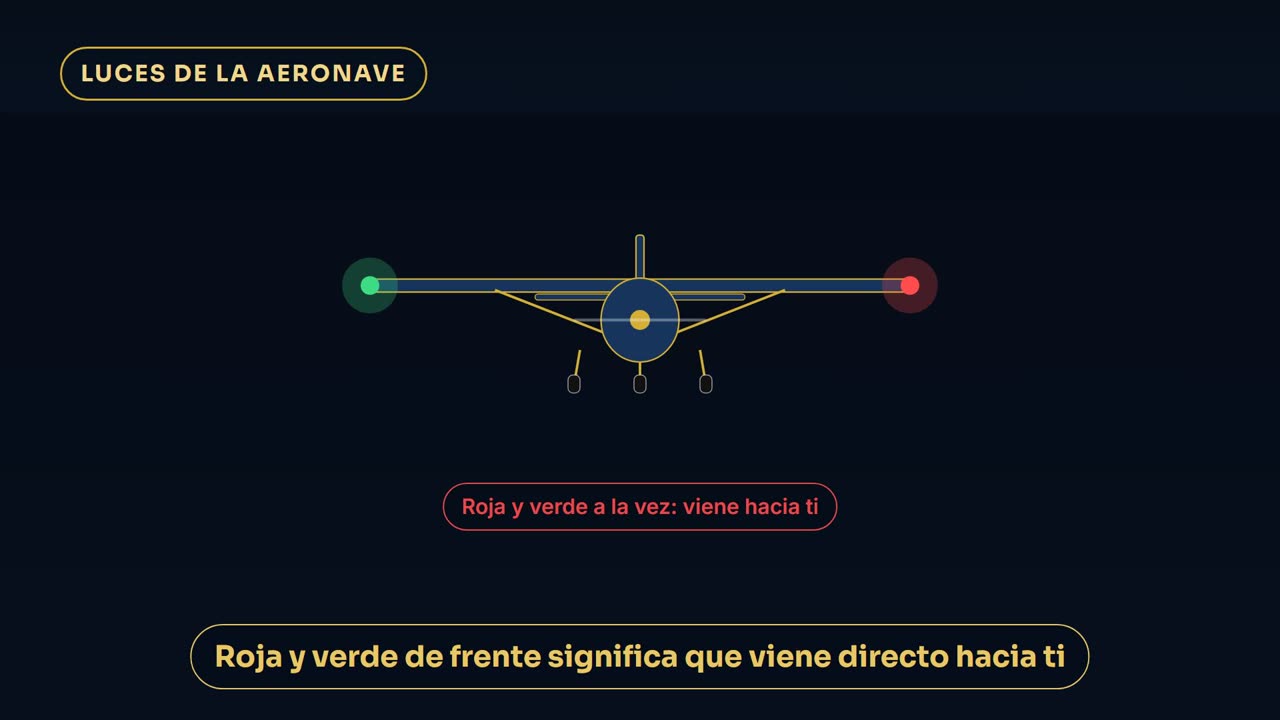 LUCES DE LA AERONAVE
Roja y verde a la vez: viene hacia ti
Roja y verde de frente significa que viene directo hacia ti